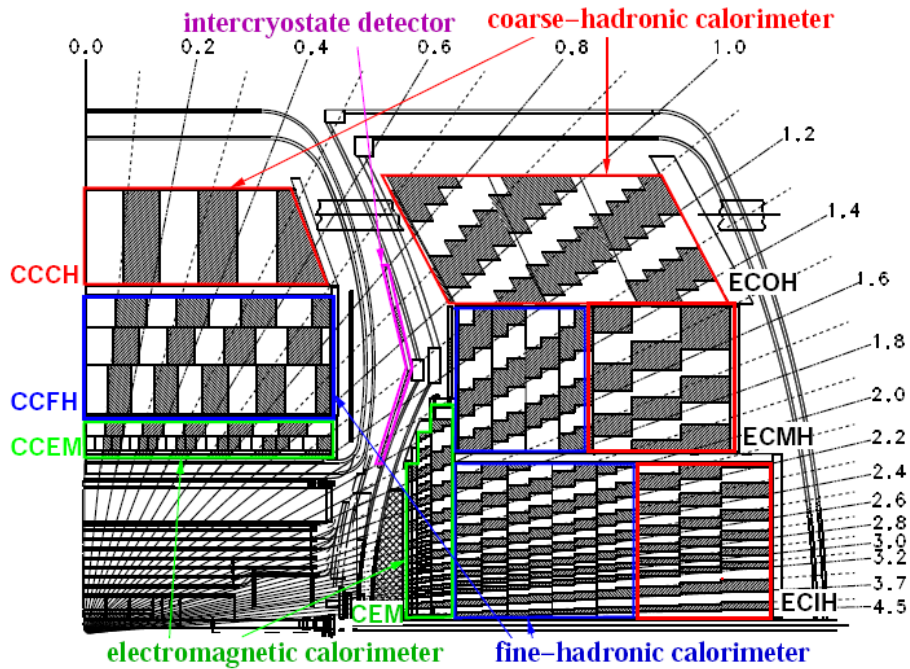 intercryostate detector
coarse-hadronic calorimeter
0.0
0.2
0.4
0.6
0.8
1.0
1.2
1.4
1.6
1.8
2.0
2.2
2.4
2.6
2.8
3.0
3.2
3.7
4.5
CCCH
CCFH
CCEM
ECOH
ECMH
ECIH
CEM
electromagnetic calorimeter
fine-hadronic calorimeter